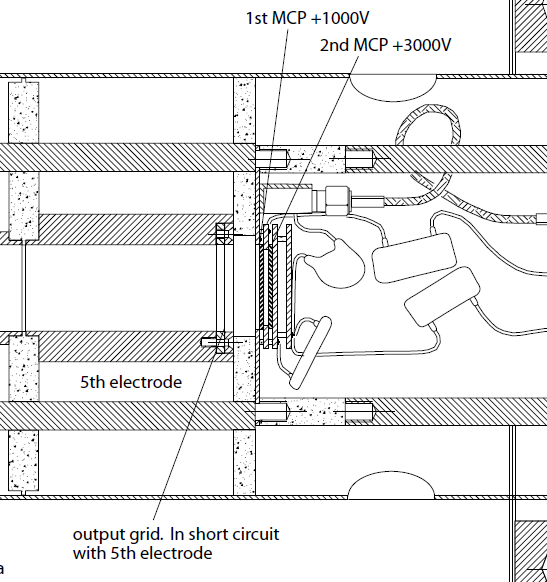 1st MCP +1000V
2nd MCP +3000V
5th electrode
output grid. In short circuit
with 5th electrode
a